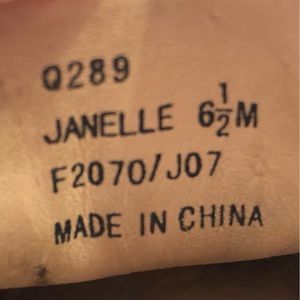 Q289
JANELLE 6½M
F2070/J07
MADE IN CHINA